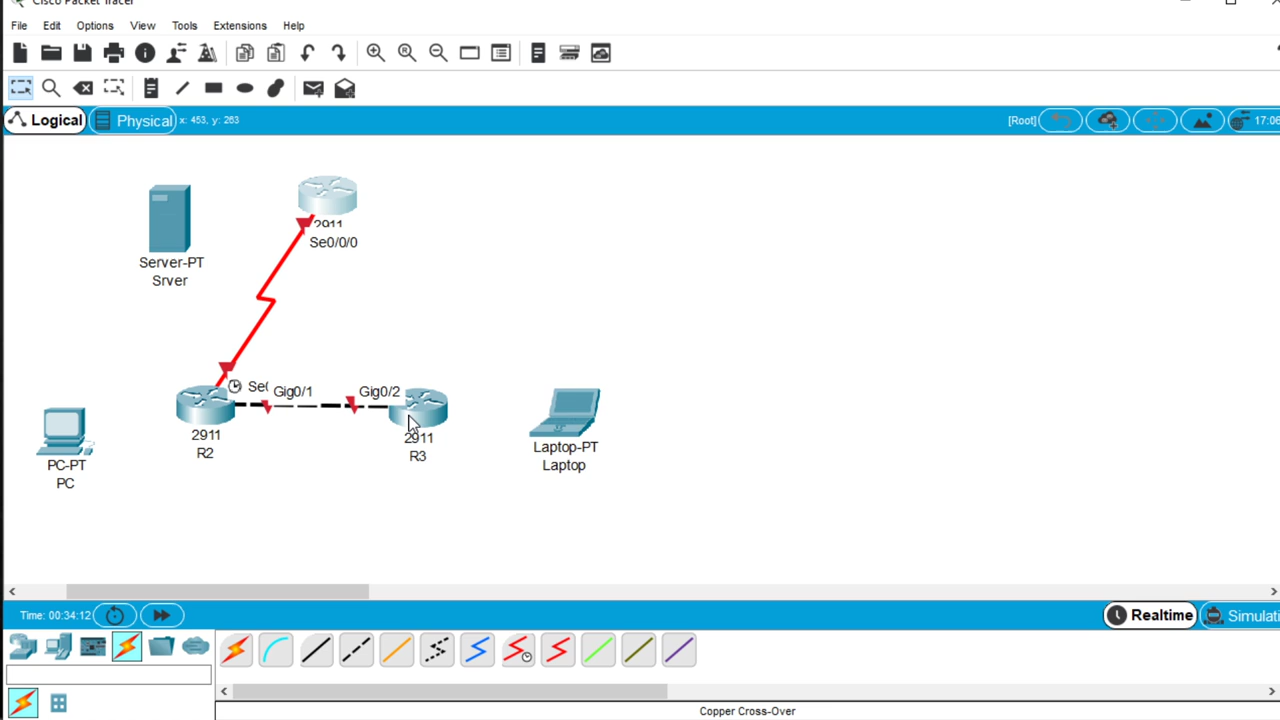 Cisco Packet Tracer
File Edit Options View Tools Extensions Help
Logical Physical x: 453, y: 263 [Root] 17:06
2911
Se0/0/0
Server-PT
Srver
Se0
Gig0/1 Gig0/2
2911
R2
2911
R3
PC-PT
PC
Laptop-PT
Laptop
Time: 00:34:12 Realtime Simulati
Copper Cross-Over